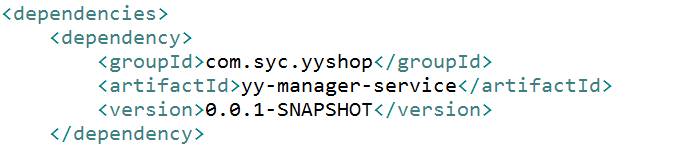 <dependencies>
    <dependency>
        <groupId>com.syc.yyshop</groupId>
        <artifactId>yy-manager-service</artifactId>
        <version>0.0.1-SNAPSHOT</version>
    </dependency>